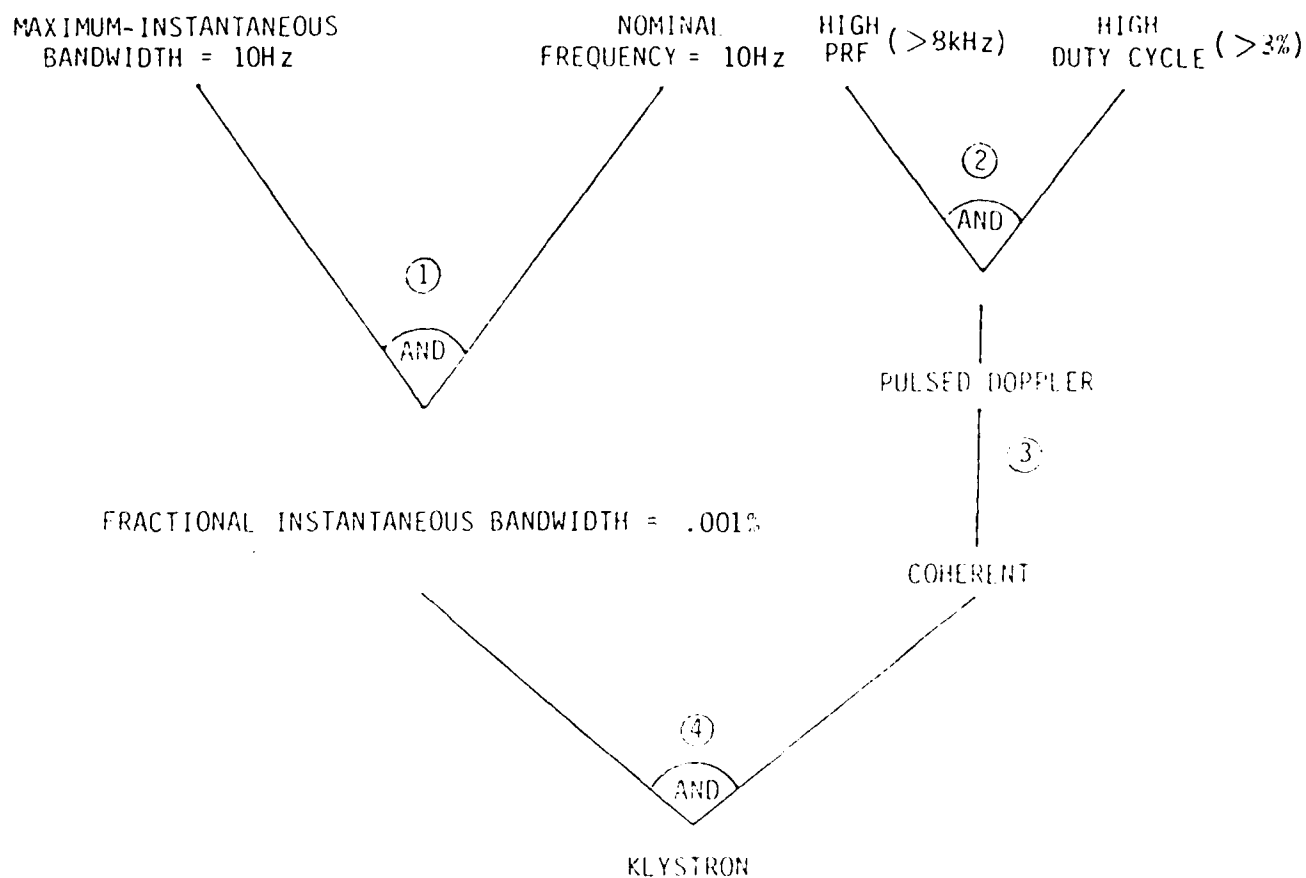 MAXIMUM-INSTANTANEOUS
BANDWIDTH = 10Hz
NOMINAL
FREQUENCY = 10Hz
HIGH
PRF (>8kHz)
HIGH
DUTY CYCLE (>3%)
①
AND
②
AND
PULSED DOPPLER
③
FRACTIONAL INSTANTANEOUS BANDWIDTH = .001%
COHERENT
④
AND
KLYSTRON